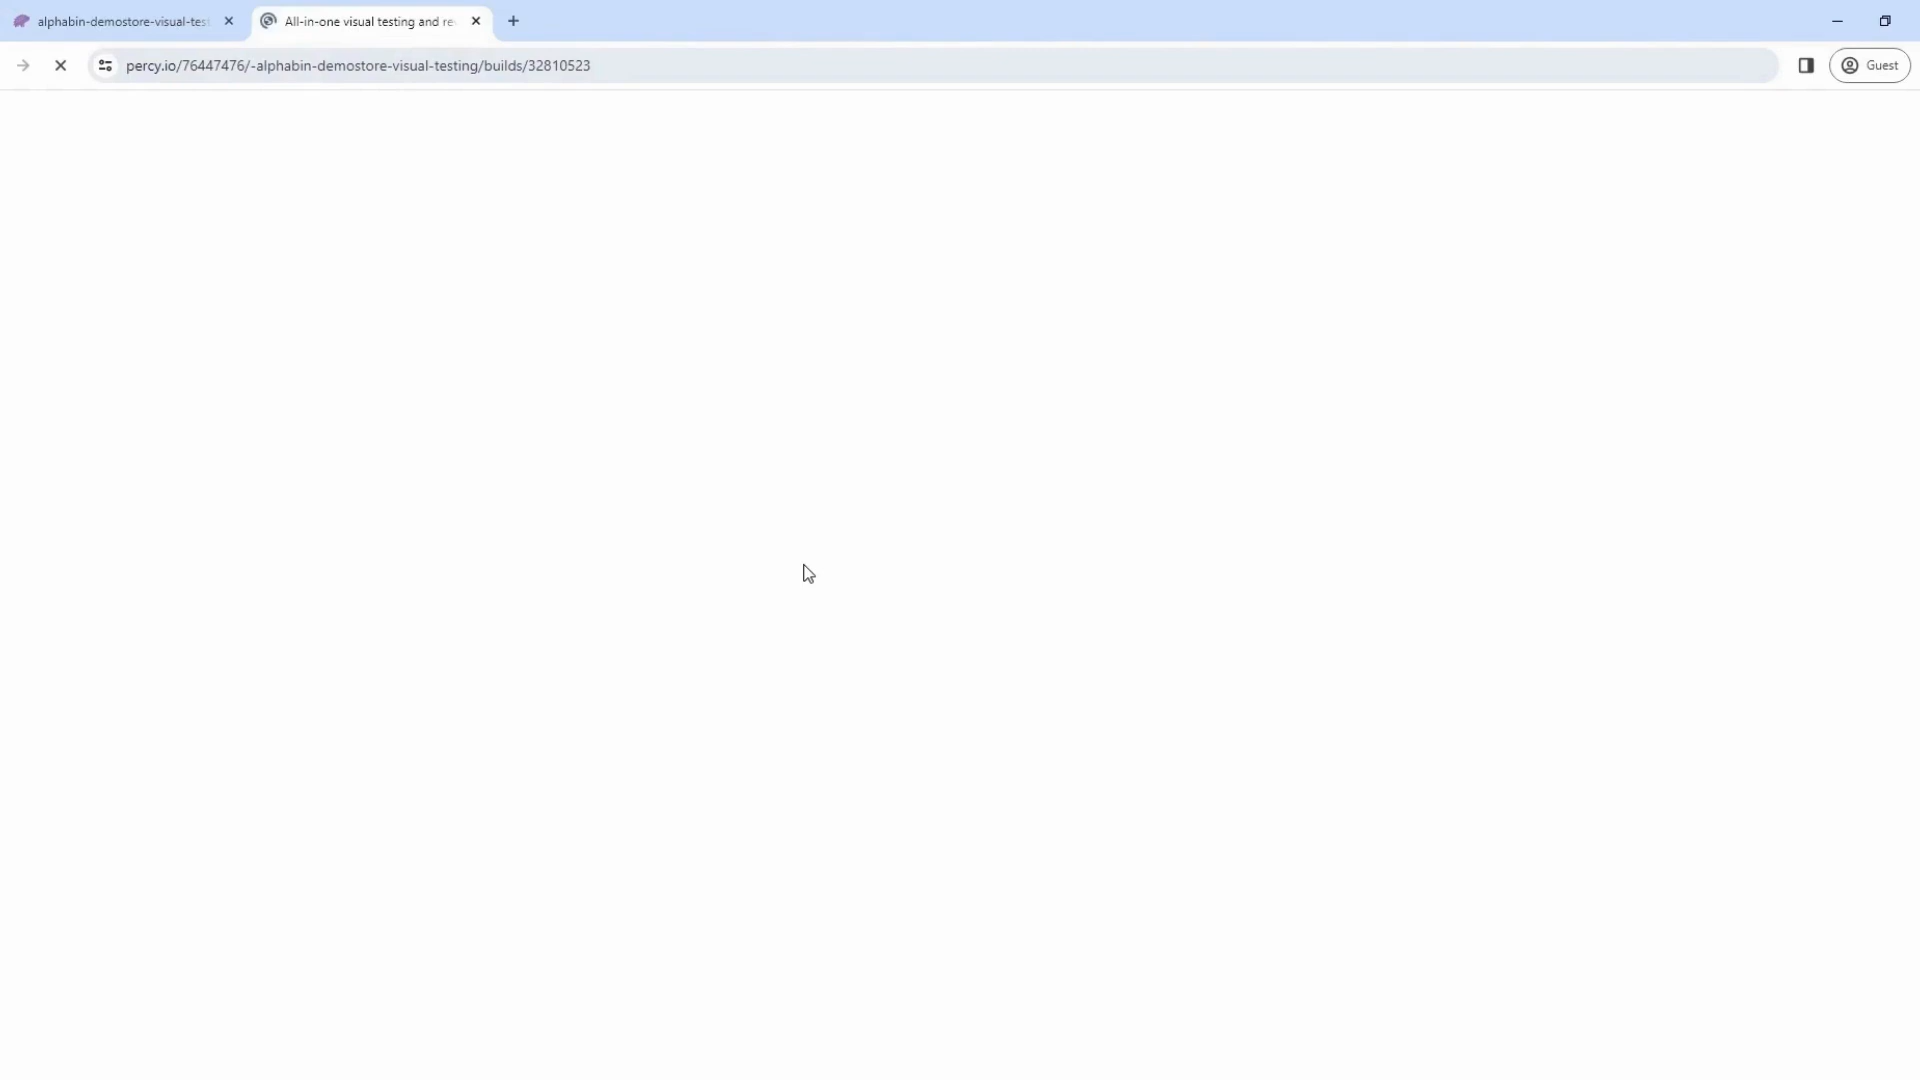 alphabin-demostore-visual-test
All-in-one visual testing and re
percy.io/76447476/-alphabin-demostore-visual-testing/builds/32810523
Guest